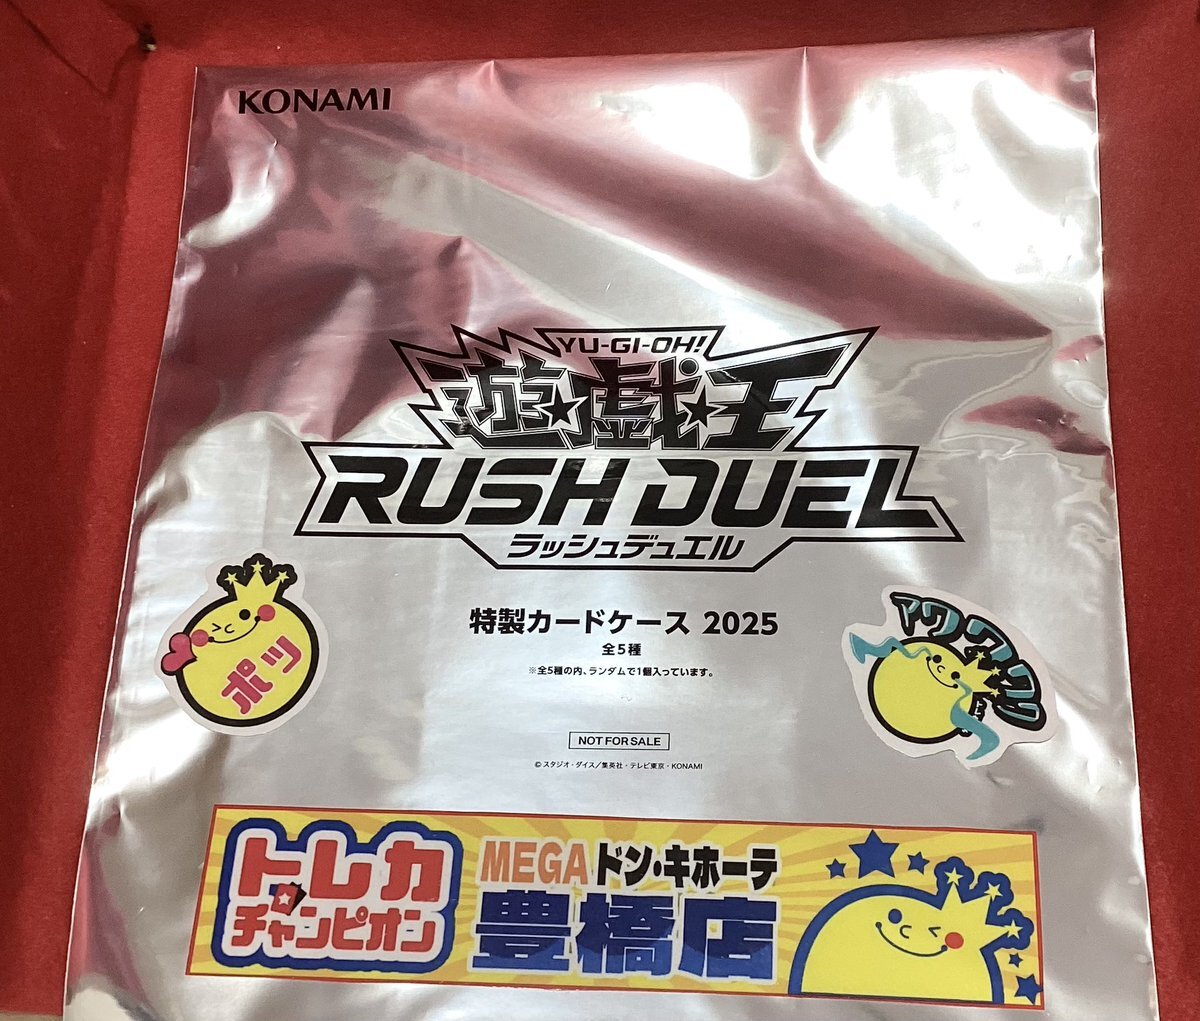 KONAMI
YU-GI-OH!
遊☆戯☆王
RUSH DUEL
ラッシュデュエル
特製カードケース 2025
全5種
※全5種の内、ランダムで1個入っています。
ポッ
ワクワク
NOT FOR SALE
©スタジオ・ダイス／集英社・テレビ東京・KONAMI
トレカ
チャンピオン
MEGAドン・キホーテ
豊橋店